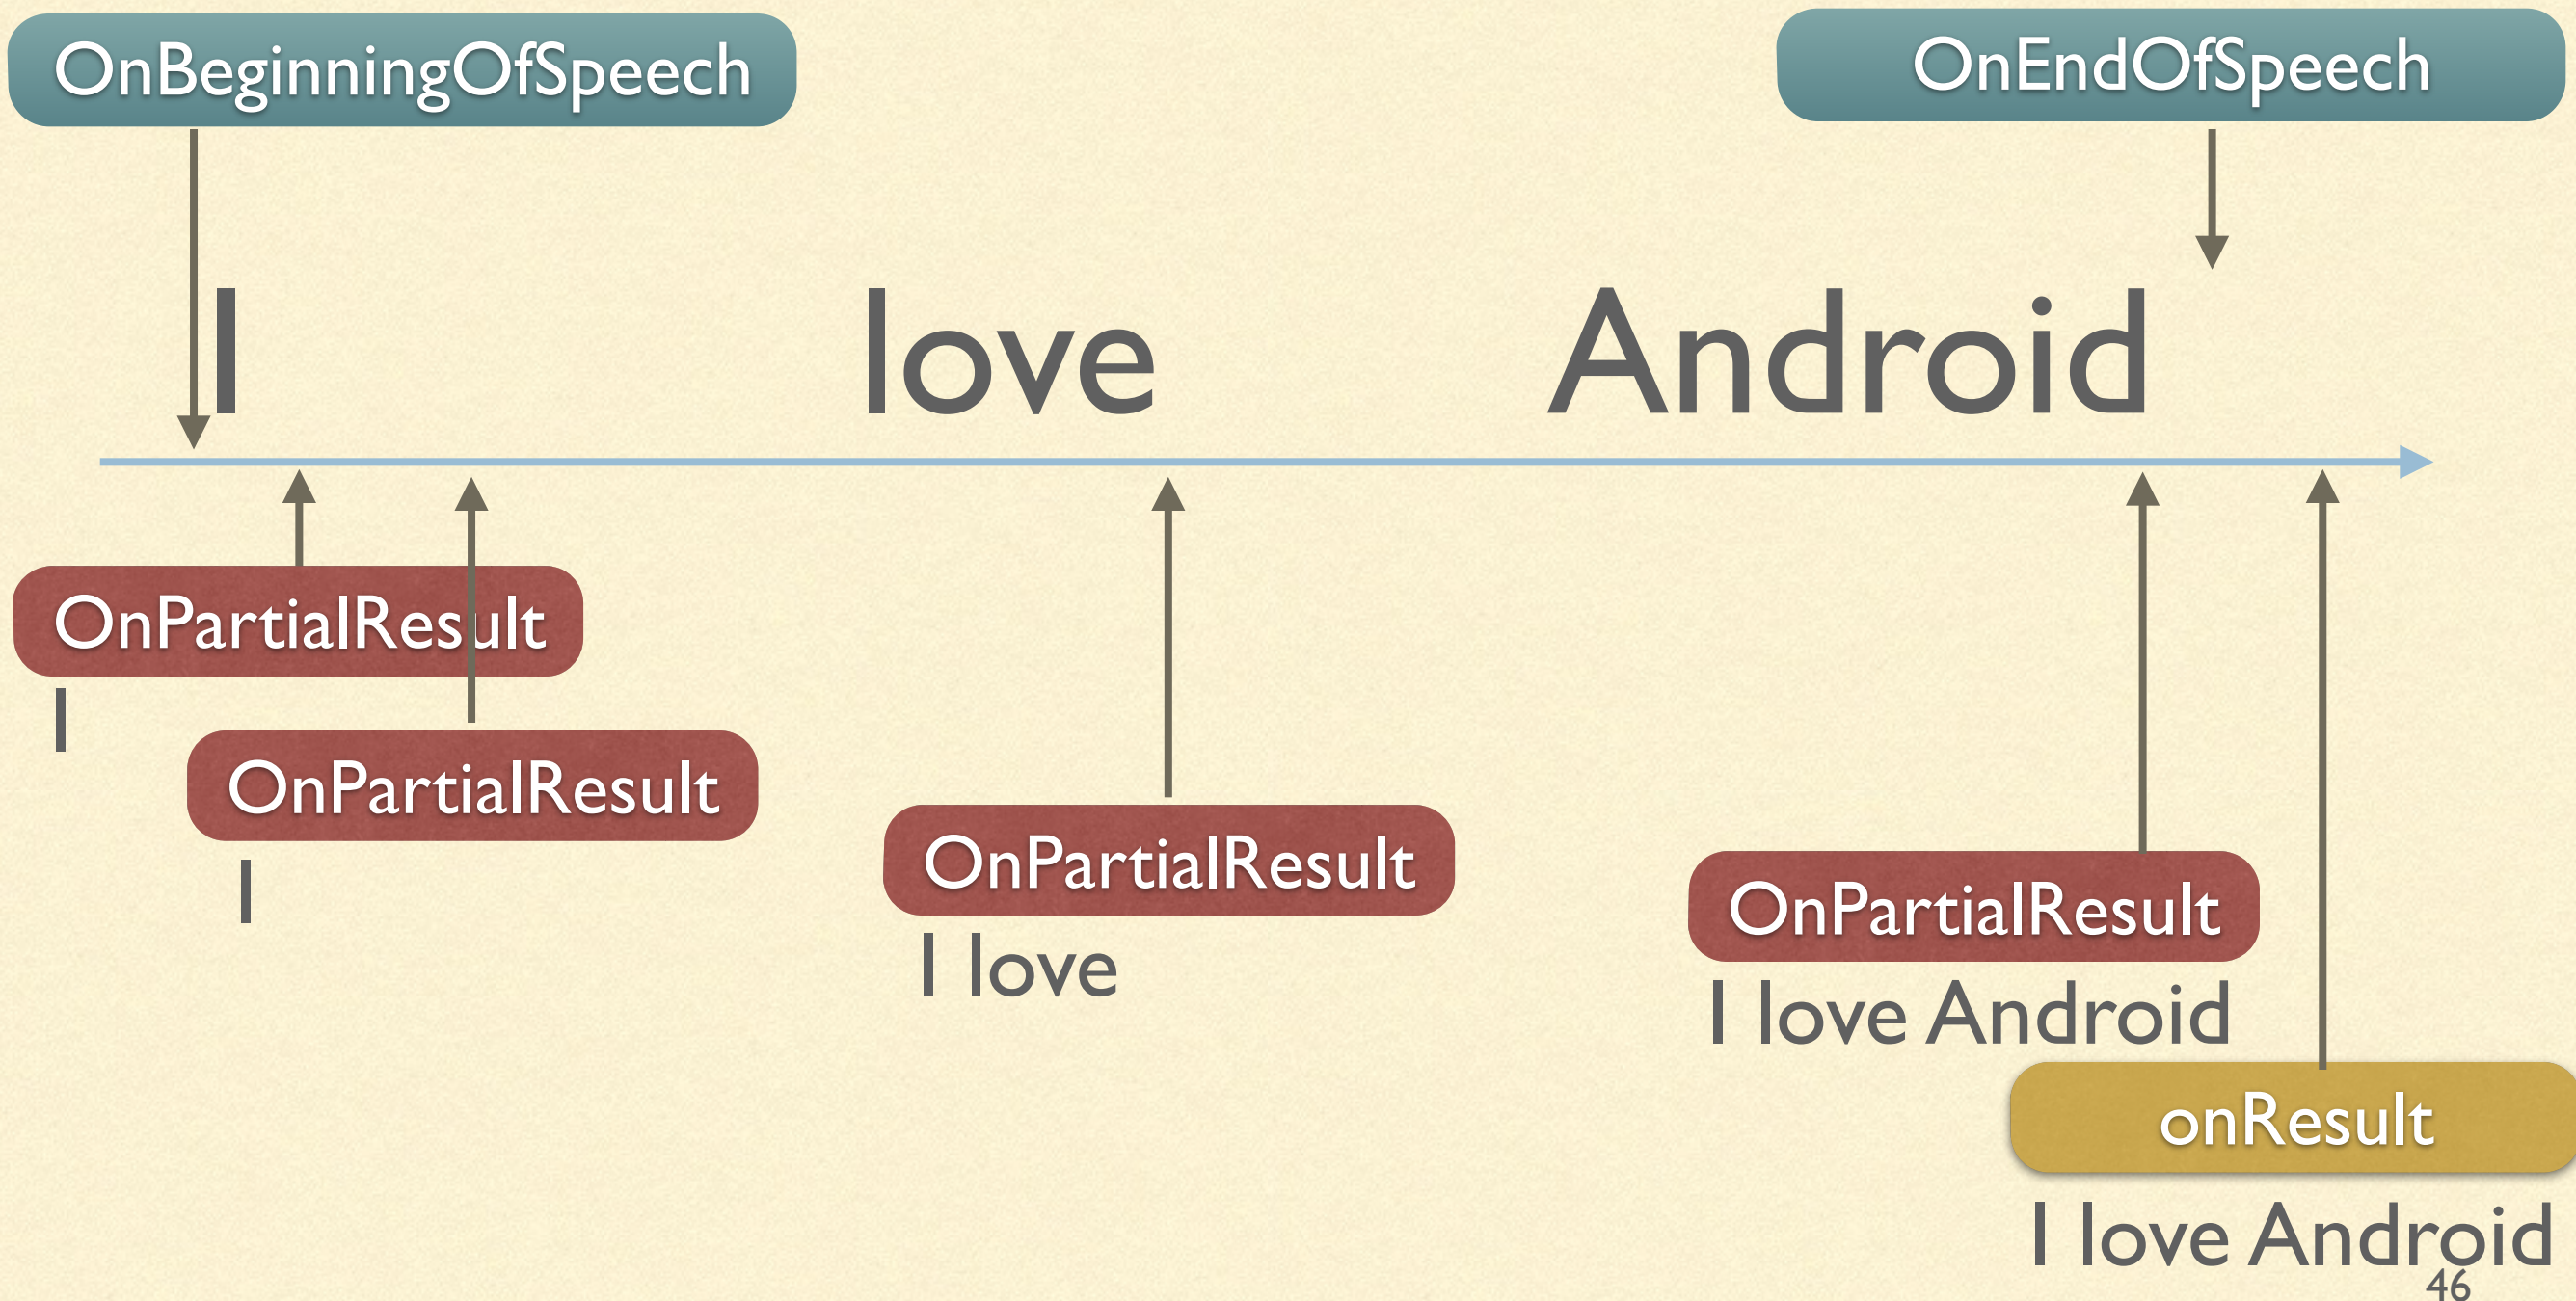 OnBeginningOfSpeech
OnEndOfSpeech
I love Android
OnPartialResult
I
OnPartialResult
I
OnPartialResult
I love
OnPartialResult
I love Android
onResult
I love Android
46